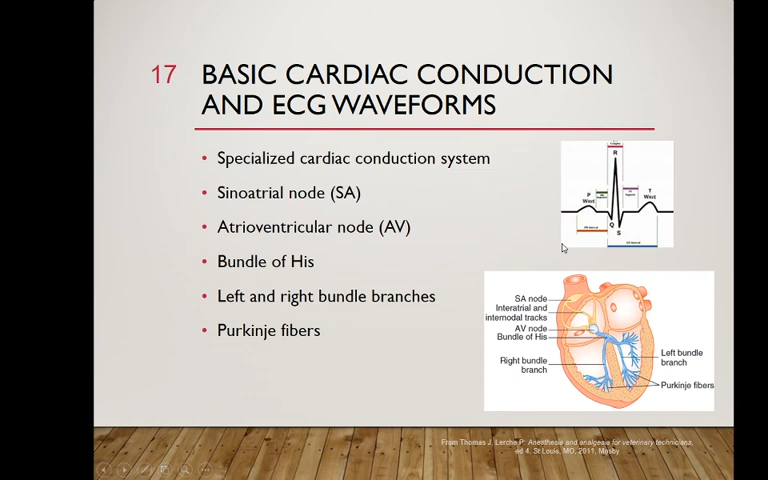 17
BASIC CARDIAC CONDUCTION
AND ECG WAVEFORMS
• Specialized cardiac conduction system
• Sinoatrial node (SA)
• Atrioventricular node (AV)
• Bundle of His
• Left and right bundle branches
• Purkinje fibers
R
P
Wave
T
Wave
Q
S
SA node
Interatrial and
internodal tracks
AV node
Bundle of His
Right bundle
branch
Left bundle
branch
Purkinje fibers
From Thomas J, Lerche P: Anesthesia and analgesia for veterinary technicians,
ed 4, St Louis, MO, 2011, Mosby